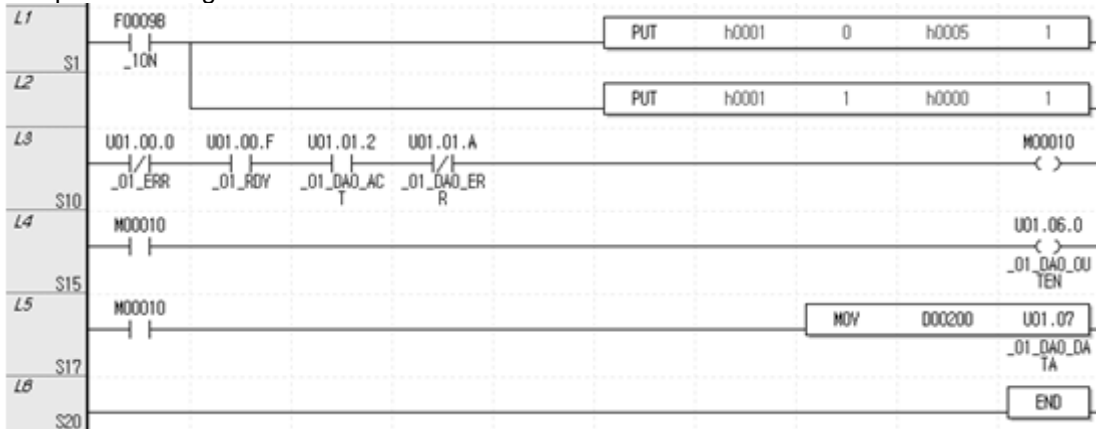 L1
F0009B
PUT h0001 0 h0005 1
S1
_1ON
L2
PUT h0001 1 h0000 1
L3
U01.00.0 U01.00.F U01.01.2 U01.01.A M00010
_01_ERR _01_RDY _01_DA0_AC _01_DA0_ER
T R
S10
L4
M00010 U01.06.0
_01_DA0_OU
TEN
S15
L5
M00010
MOV D00200 U01.07
_01_DA0_DA
TA
S17
L6
END
S20